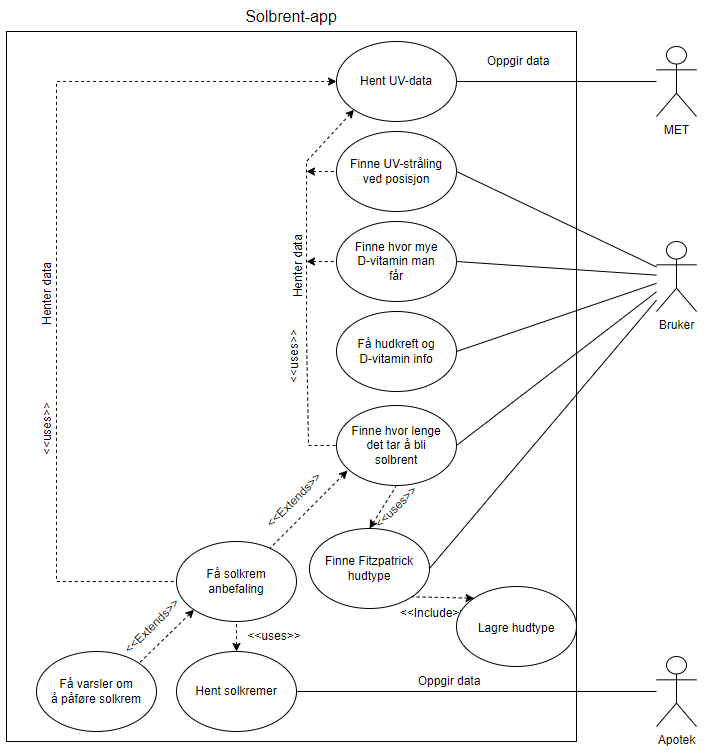 Solbrent-app
Hent UV-data
Oppgir data
MET
Finne UV-stråling
ved posisjon
Henter data
Finne hvor mye
D-vitamin man
får
Henter data
Bruker
<<uses>>
Få hudkreft og
D-vitamin info
<<uses>>
Finne hvor lenge
det tar å bli
solbrent
<<Extends>>
<<uses>>
Finne Fitzpatrick
hudtype
Få solkrem
anbefaling
<<Include>
Lagre hudtype
<<Extends>>
<<uses>>
Få varsler om
å påføre solkrem
Hent solkremer
Oppgir data
Apotek